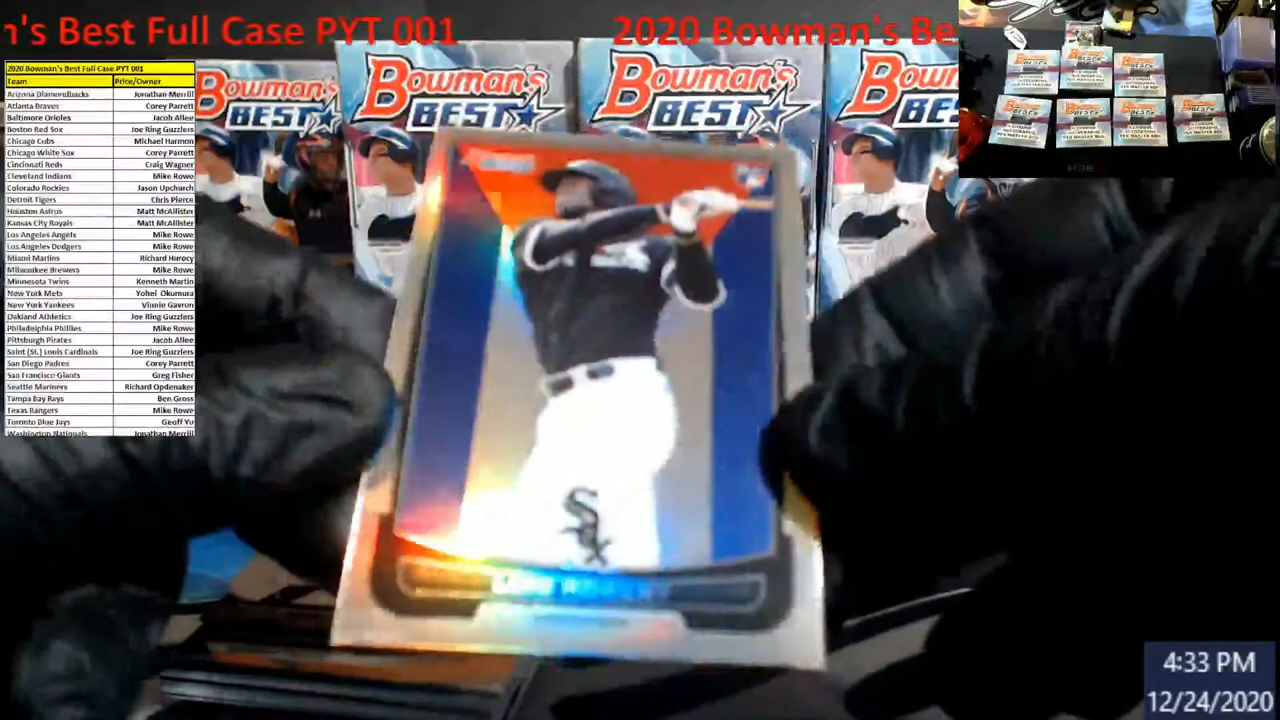 n's Best Full Case PYT 001
2020 Bowman's Be
2020 Bowman's Best Full Case PYT 001
Team Price/Owner
Arizona Diamondbacks Jonathan Merrill
Atlanta Braves Corey Parrett
Baltimore Orioles Jacob Allee
Boston Red Sox Joe Ring Guzzlers
Chicago Cubs Michael Harmon
Chicago White Sox Corey Parrett
Cincinnati Reds Craig Wagner
Cleveland Indians Mike Rowe
Colorado Rockies Jason Upchurch
Detroit Tigers Chris Pierce
Houston Astros Matt McAllister
Kansas City Royals Matt McAllister
Los Angeles Angels Mike Rowe
Los Angeles Dodgers Mike Rowe
Miami Marlins Richard Hurocy
Milwaukee Brewers Mike Rowe
Minnesota Twins Kenneth Martin
New York Mets Yohei Okumura
New York Yankees Vinnie Gavron
Oakland Athletics Joe Ring Guzzlers
Philadelphia Phillies Mike Rowe
Pittsburgh Pirates Jacob Allee
Saint (St.) Louis Cardinals Joe Ring Guzzlers
San Diego Padres Corey Parrett
San Francisco Giants Greg Fisher
Seattle Mariners Richard Opdenaker
Tampa Bay Rays Ben Gross
Texas Rangers Mike Rowe
Toronto Blue Jays Geoff Yu
Washington Nationals Jonathan Merrill
Bowman's BEST
Bowman's BEST
Bowman's BEST
Bowm BEST
Sox
4:33 PM
12/24/2020